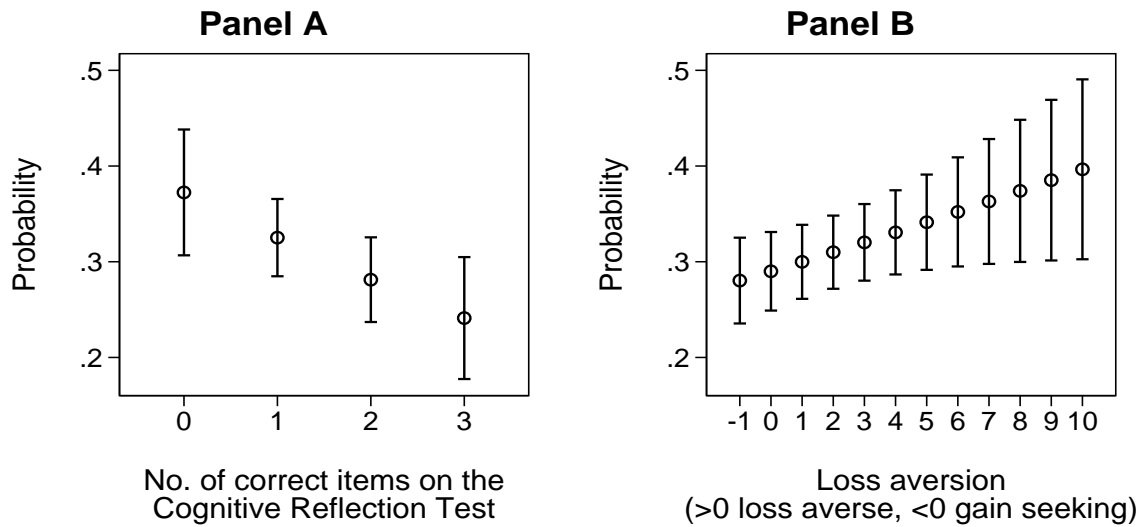 Panel A
.5
.4
.3
.2
Probability
0 1 2 3
No. of correct items on the
Cognitive Reflection Test
Panel B
.5
.4
.3
.2
Probability
-1 0 1 2 3 4 5 6 7 8 9 10
Loss aversion
(>0 loss averse, <0 gain seeking)